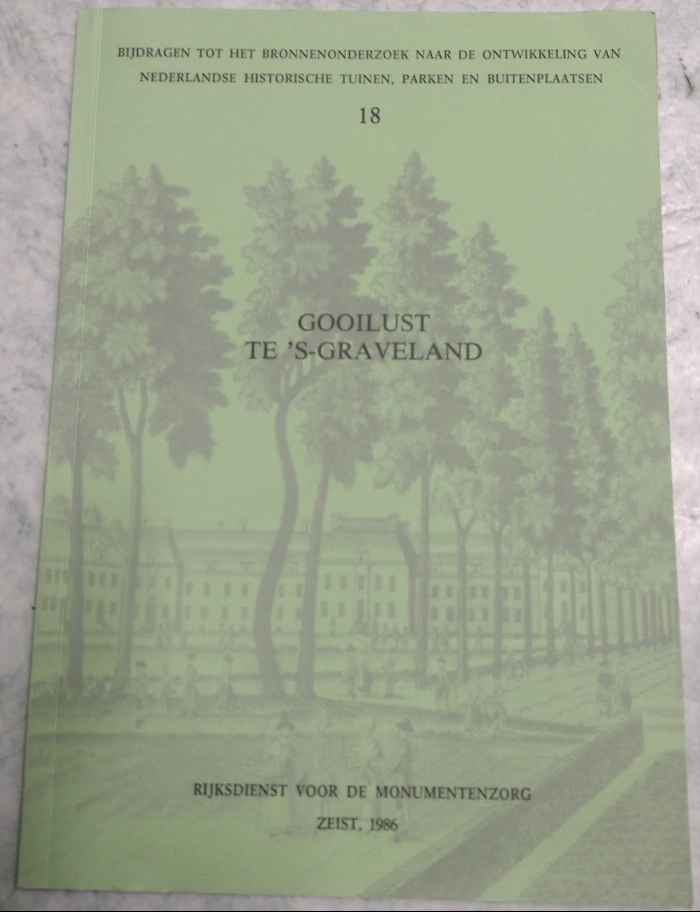 BIJDRAGEN TOT HET BRONNENONDERZOEK NAAR DE ONTWIKKELING VAN
NEDERLANDSE HISTORISCHE TUINEN, PARKEN EN BUITENPLAATSEN
18
GOOILUST
TE 'S-GRAVELAND
RIJKSDIENST VOOR DE MONUMENTENZORG
ZEIST, 1986